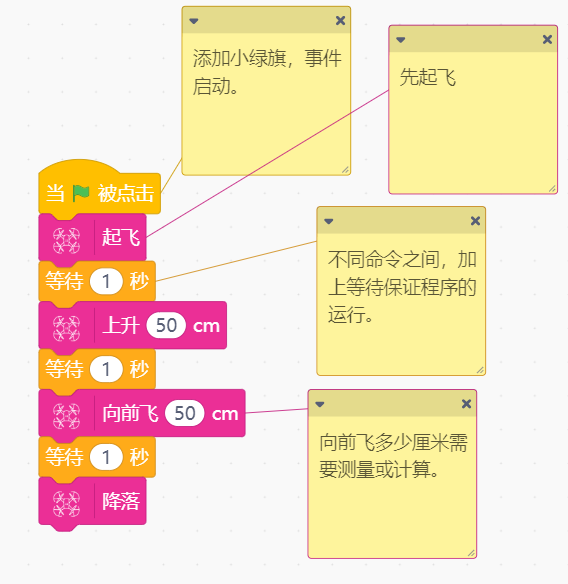 添加小绿旗，事件
启动。
先起飞
当 被点击
起飞
等待 1 秒
不同命令之间，加
上等待保证程序的
运行。
上升 50 cm
等待 1 秒
向前飞 50 cm
向前飞多少厘米需
要测量或计算。
等待 1 秒
降落